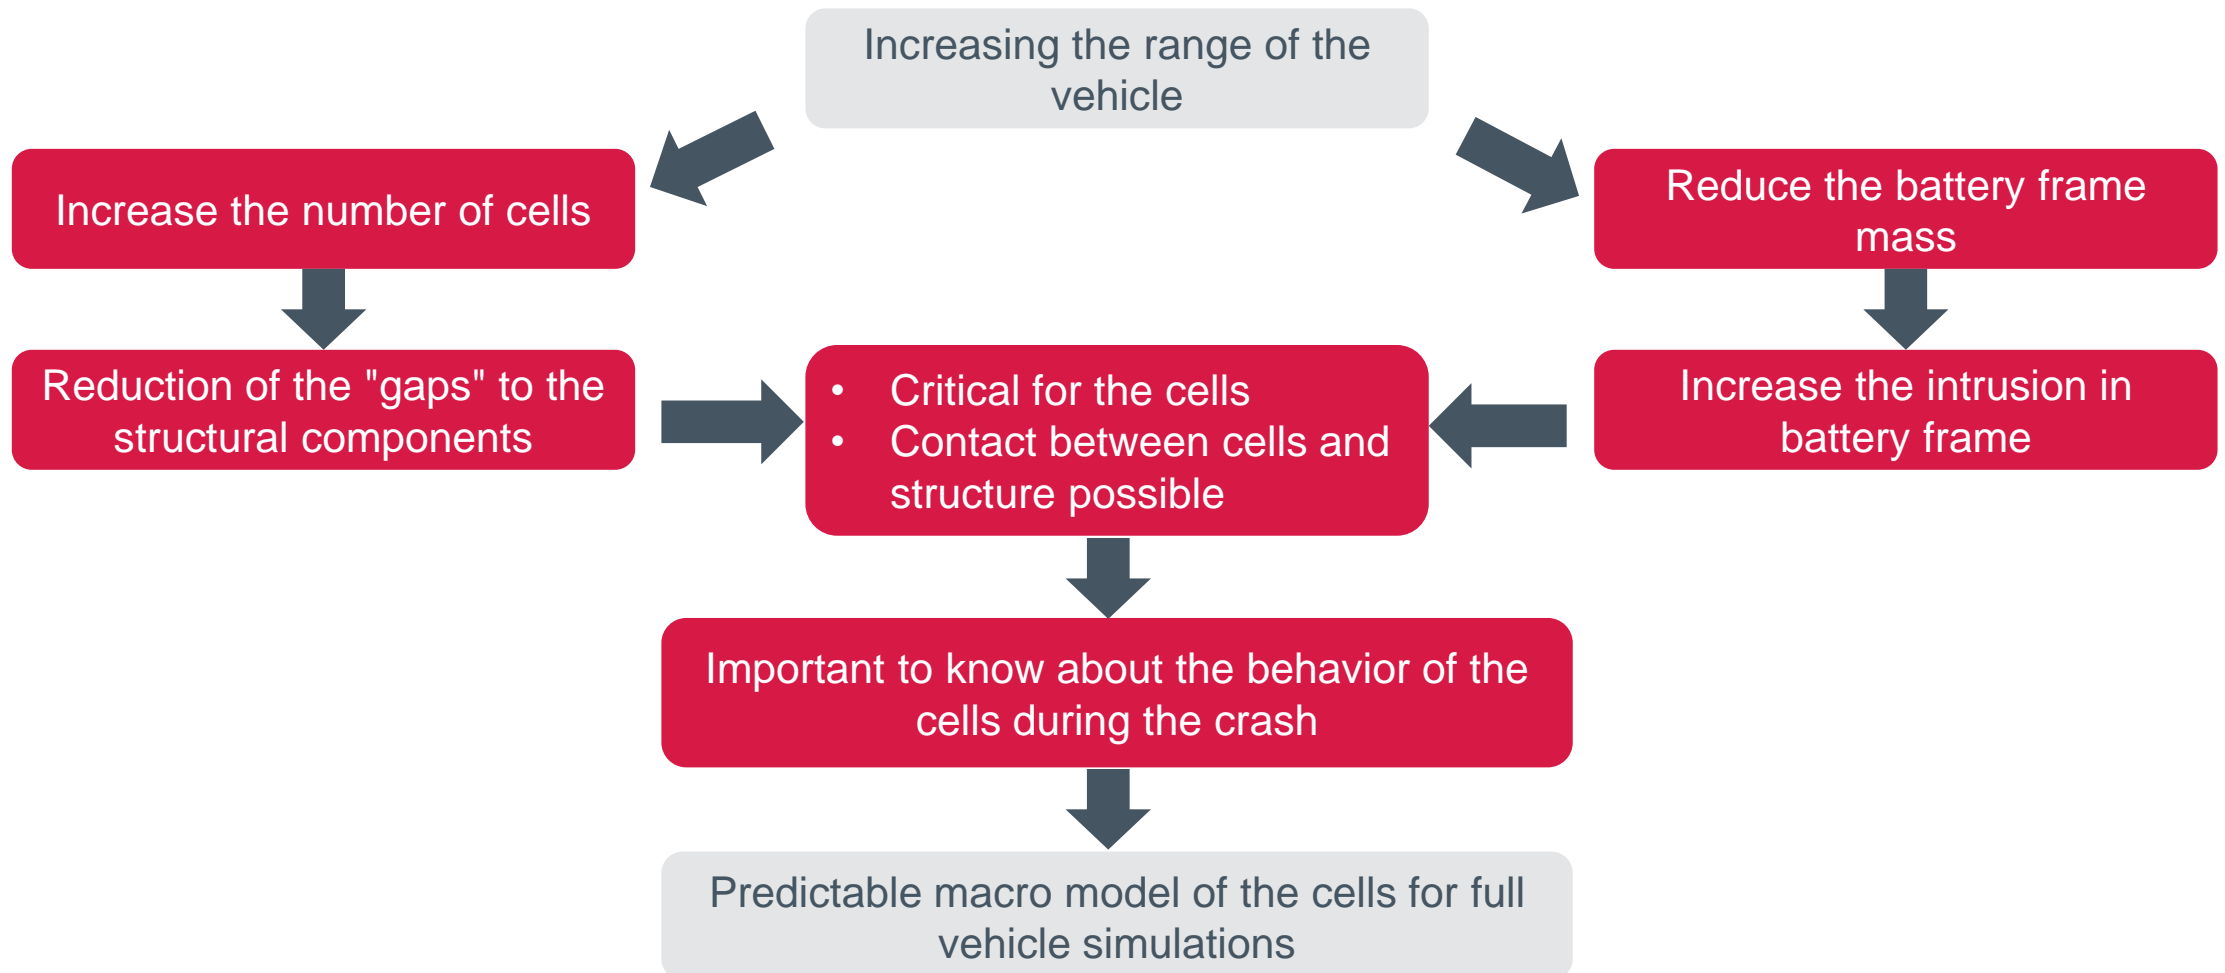 Increasing the range of the
vehicle
Increase the number of cells
Reduce the battery frame
mass
Reduction of the "gaps" to the
structural components
• Critical for the cells
• Contact between cells and
structure possible
Increase the intrusion in
battery frame
Important to know about the behavior of the
cells during the crash
Predictable macro model of the cells for full
vehicle simulations